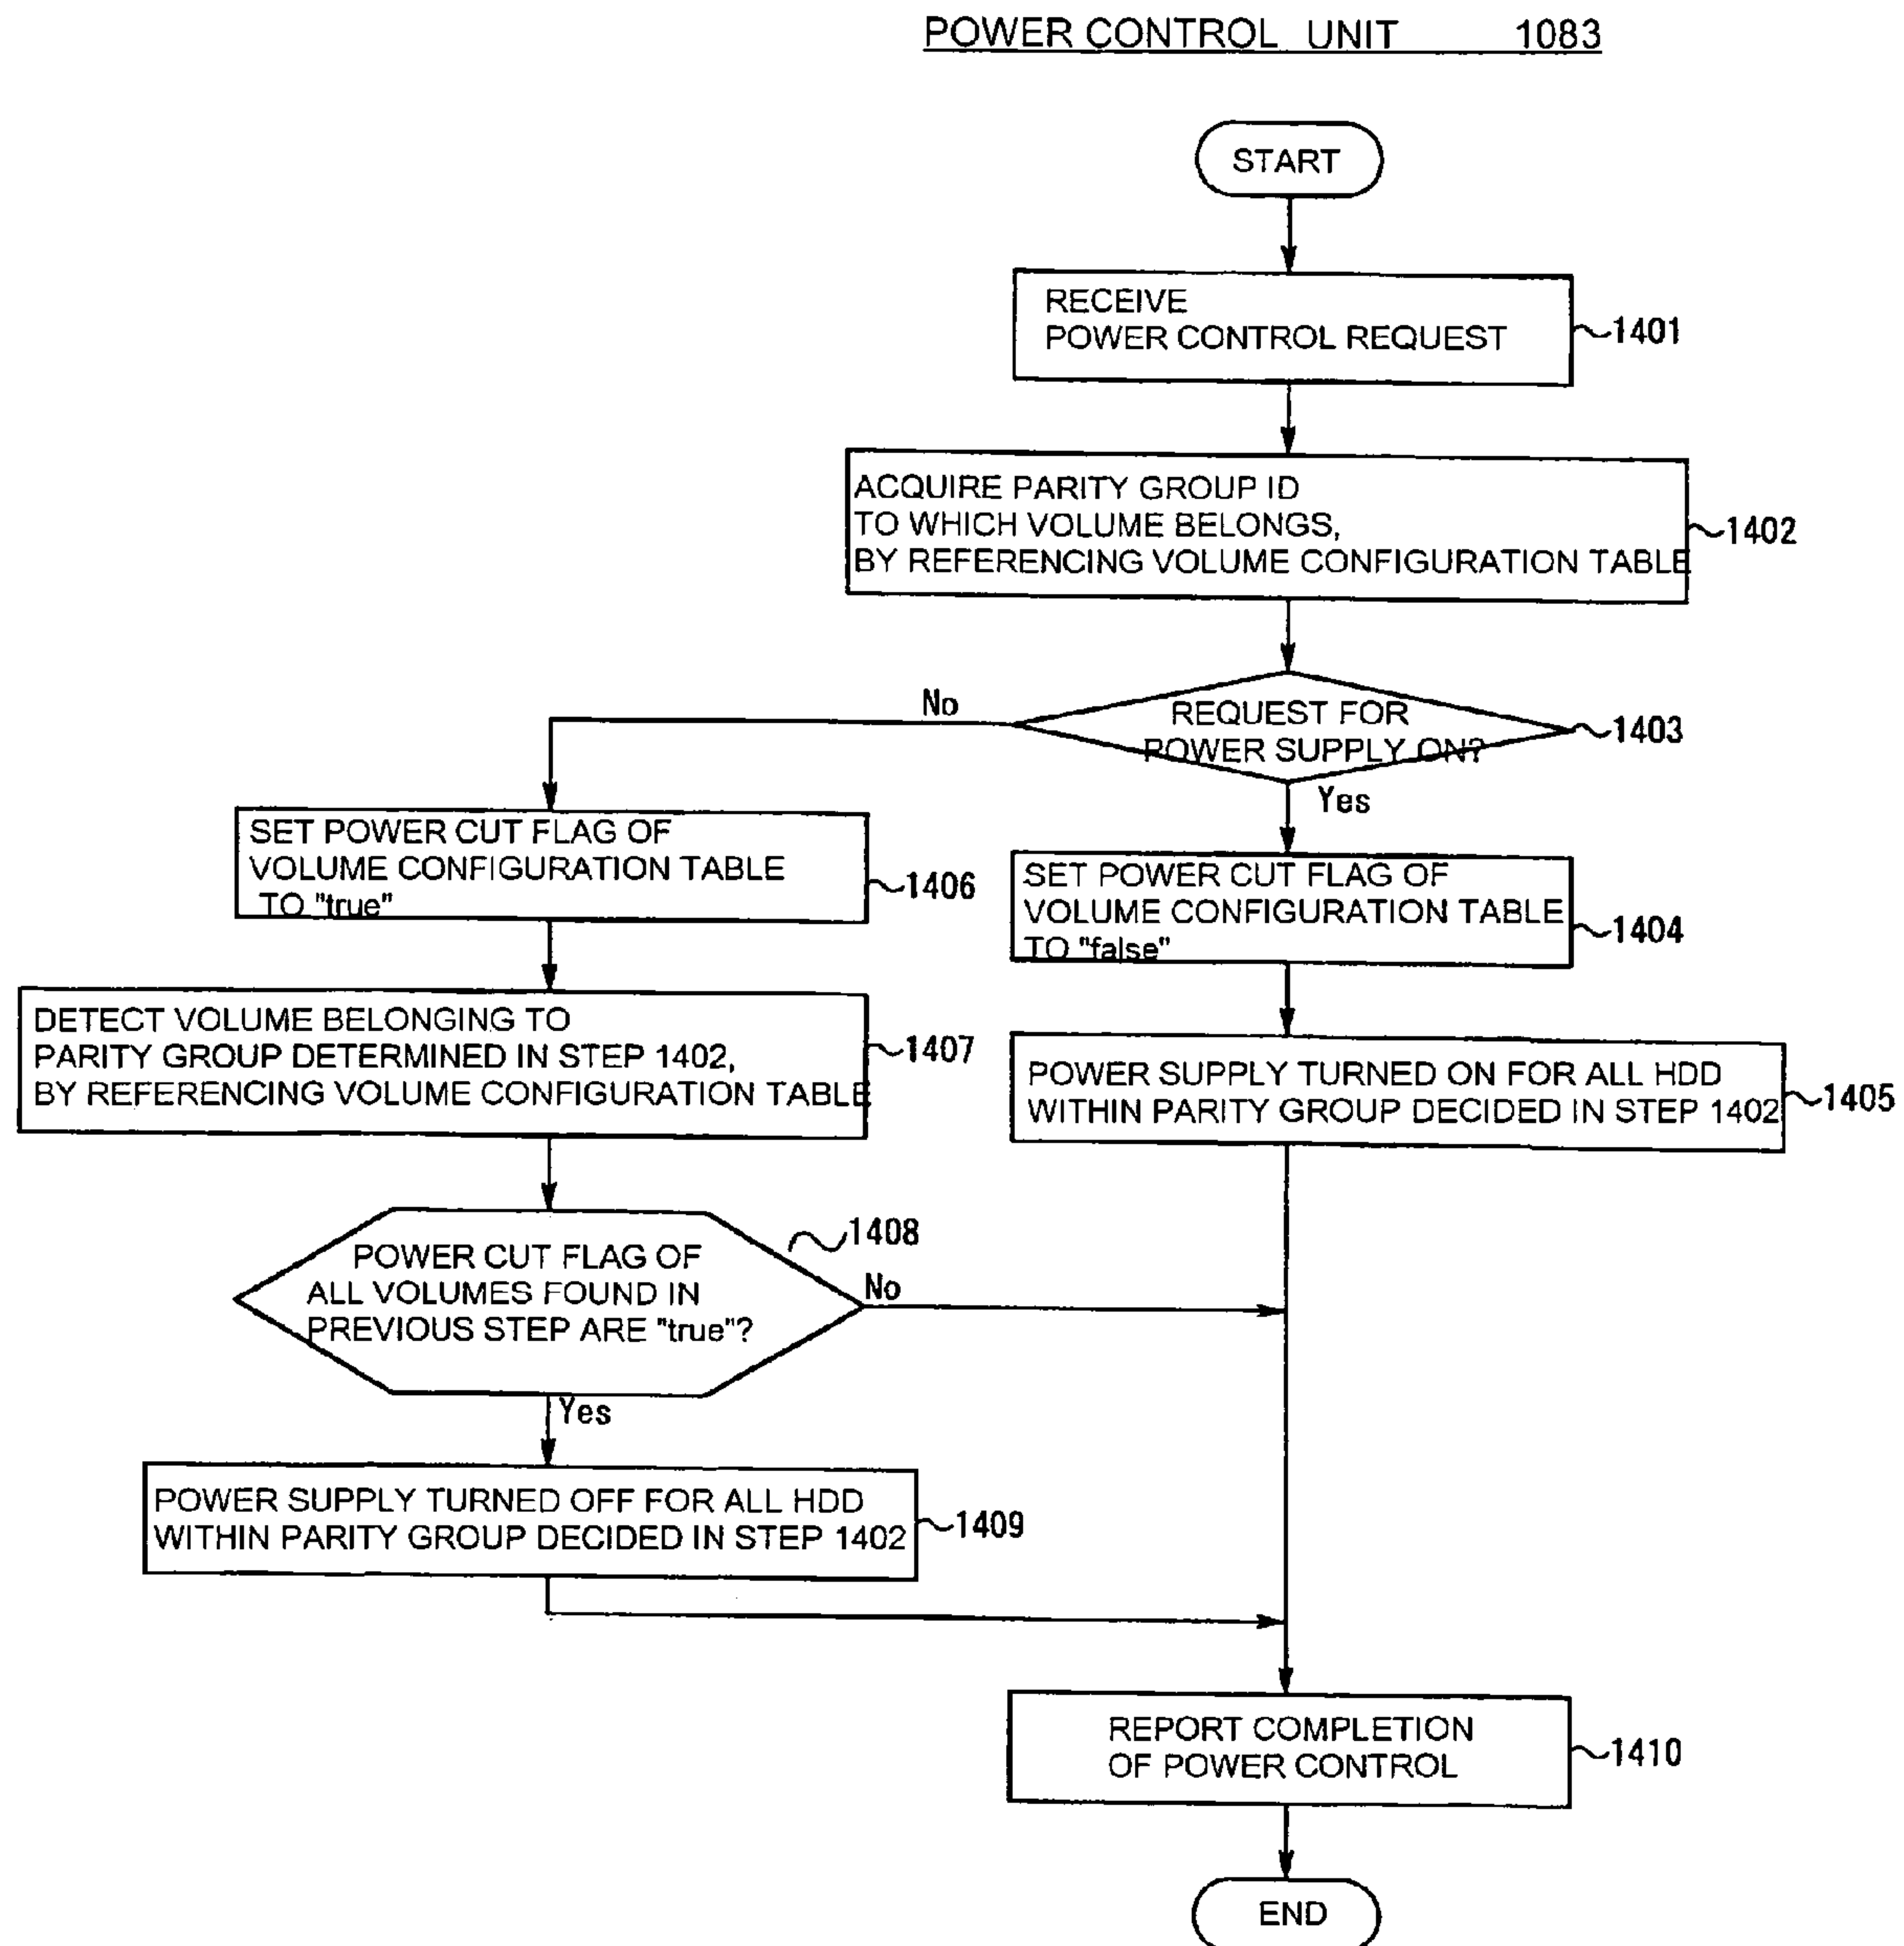 POWER CONTROL UNIT 1083
START
RECEIVE
POWER CONTROL REQUEST
1401
ACQUIRE PARITY GROUP ID
TO WHICH VOLUME BELONGS,
BY REFERENCING VOLUME CONFIGURATION TABLE
1402
REQUEST FOR
POWER SUPPLY ON?
1403
No
Yes
SET POWER CUT FLAG OF
VOLUME CONFIGURATION TABLE
TO "true"
1406
SET POWER CUT FLAG OF
VOLUME CONFIGURATION TABLE
TO "false"
1404
DETECT VOLUME BELONGING TO
PARITY GROUP DETERMINED IN STEP 1402,
BY REFERENCING VOLUME CONFIGURATION TABLE
1407
POWER SUPPLY TURNED ON FOR ALL HDD
WITHIN PARITY GROUP DECIDED IN STEP 1402
1405
POWER CUT FLAG OF
ALL VOLUMES FOUND IN
PREVIOUS STEP ARE "true"?
1408
No
Yes
POWER SUPPLY TURNED OFF FOR ALL HDD
WITHIN PARITY GROUP DECIDED IN STEP 1402
1409
REPORT COMPLETION
OF POWER CONTROL
1410
END